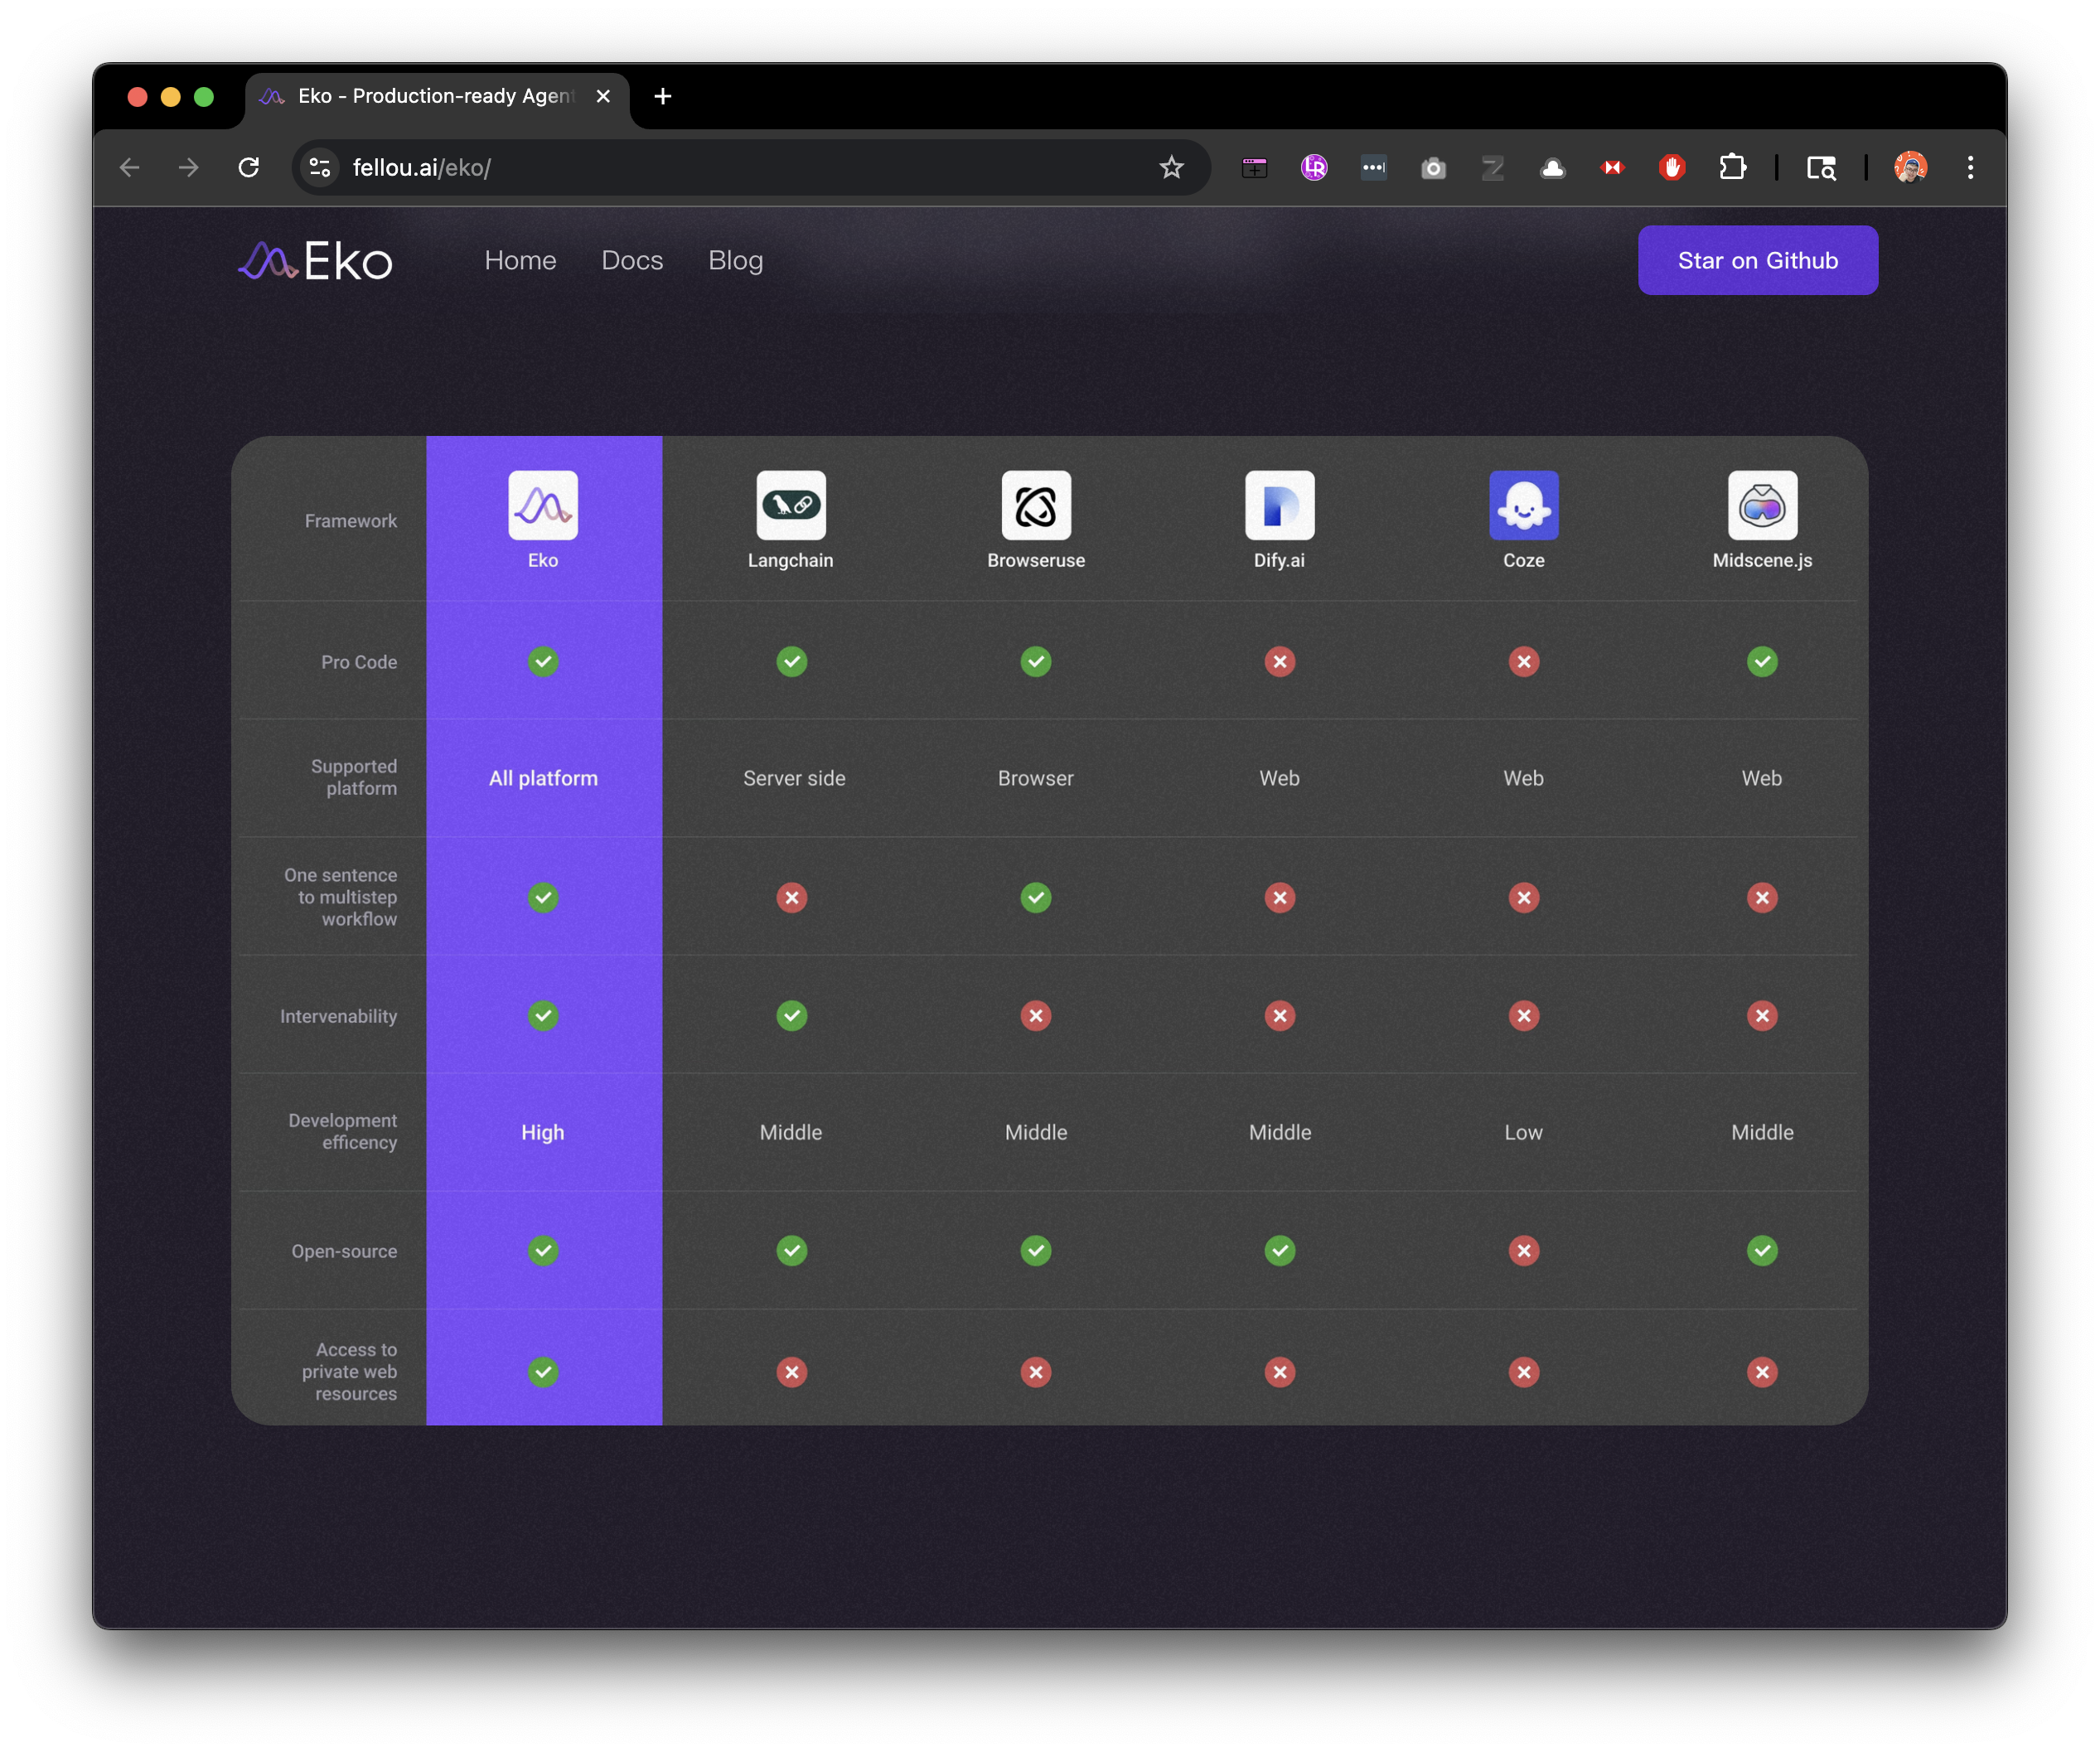 Eko - Production-ready Agent
fellou.ai/eko/
Eko
Home
Docs
Blog
Star on Github
Framework
Eko
Langchain
Browseruse
Dify.ai
Coze
Midscene.js
Pro Code
Supported
platform
All platform
Server side
Browser
Web
Web
Web
One sentence
to multistep
workflow
Intervenability
Development
efficency
High
Middle
Middle
Middle
Low
Middle
Open-source
Access to
private web
resources